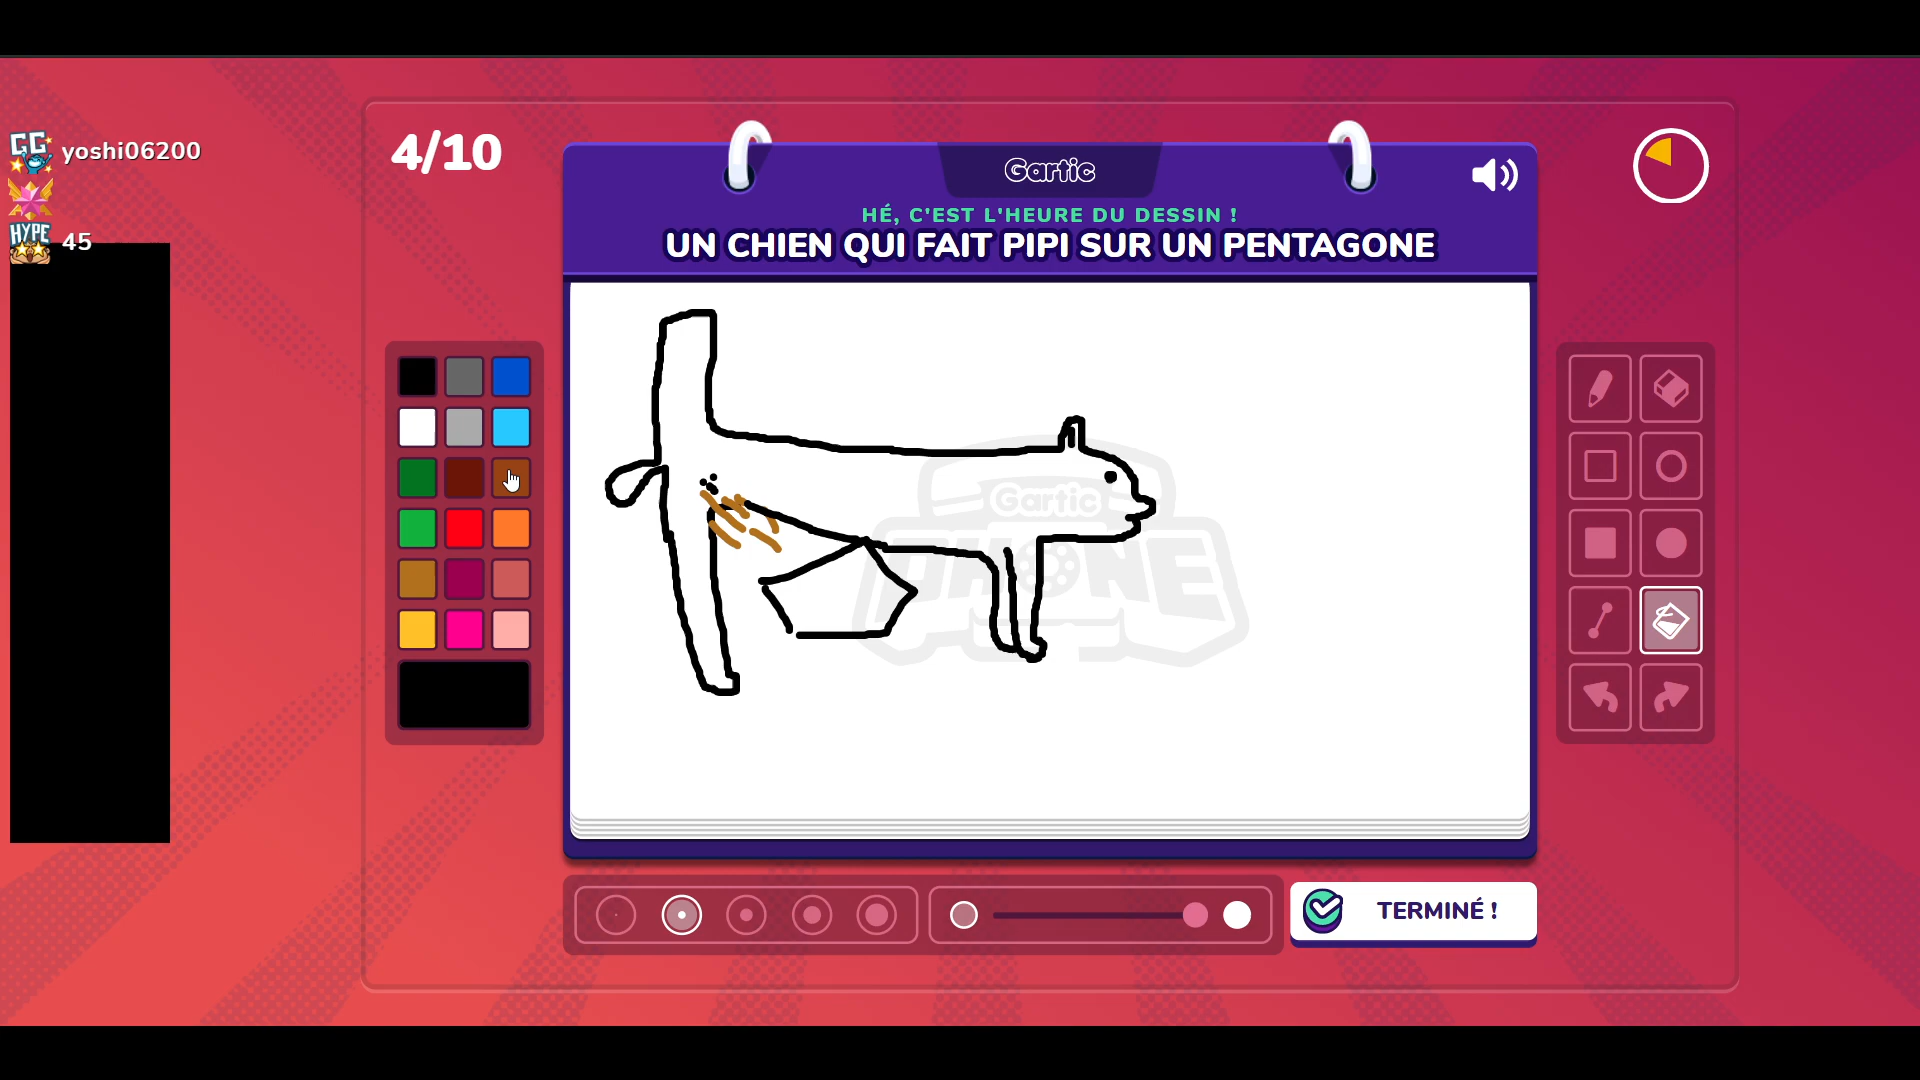 GG yoshi06200
HYPE 45
4/10
Gartic
HÉ, C'EST L'HEURE DU DESSIN !
UN CHIEN QUI FAIT PIPI SUR UN PENTAGONE
Gartic
PHONE
TERMINÉ !